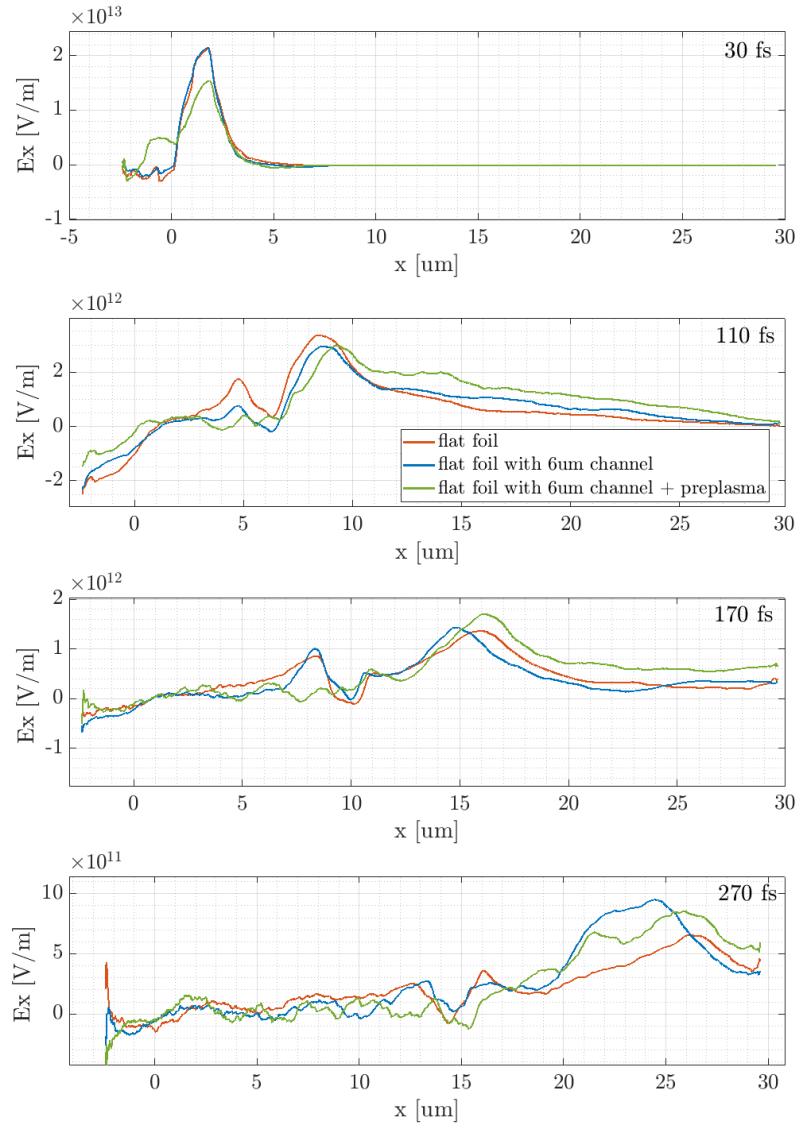 ×10^13
30 fs
2
1
0
-1
Ex [V/m]
-5 0 5 10 15 20 25 30
x [um]
×10^12
110 fs
2
0
-2
Ex [V/m]
flat foil
flat foil with 6um channel
flat foil with 6um channel + preplasma
0 5 10 15 20 25 30
x [um]
×10^12
170 fs
2
1
0
-1
Ex [V/m]
0 5 10 15 20 25 30
x [um]
×10^11
270 fs
10
5
0
Ex [V/m]
0 5 10 15 20 25 30
x [um]